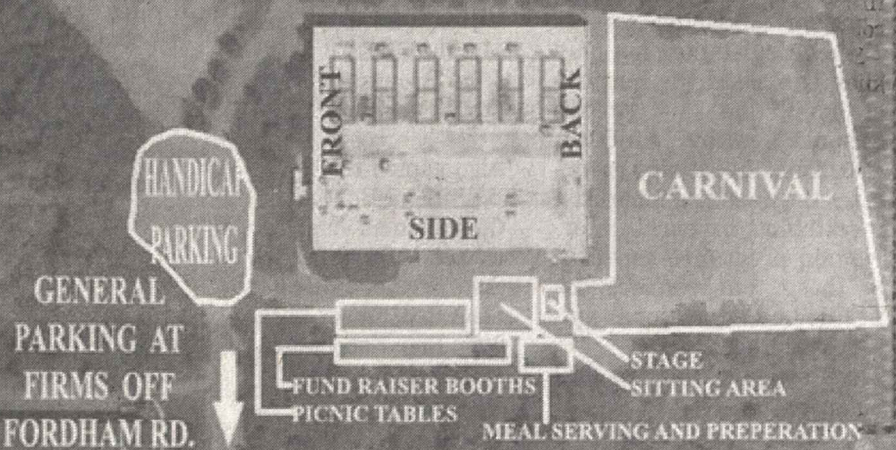 FRONT
BACK
SIDE
CARNIVAL
HANDICAP
PARKING
GENERAL
PARKING AT
FIRMS OFF
FORDHAM RD.
STAGE
SITTING AREA
FUND RAISER BOOTHS
PICNIC TABLES
MEAL SERVING AND PREPERATION